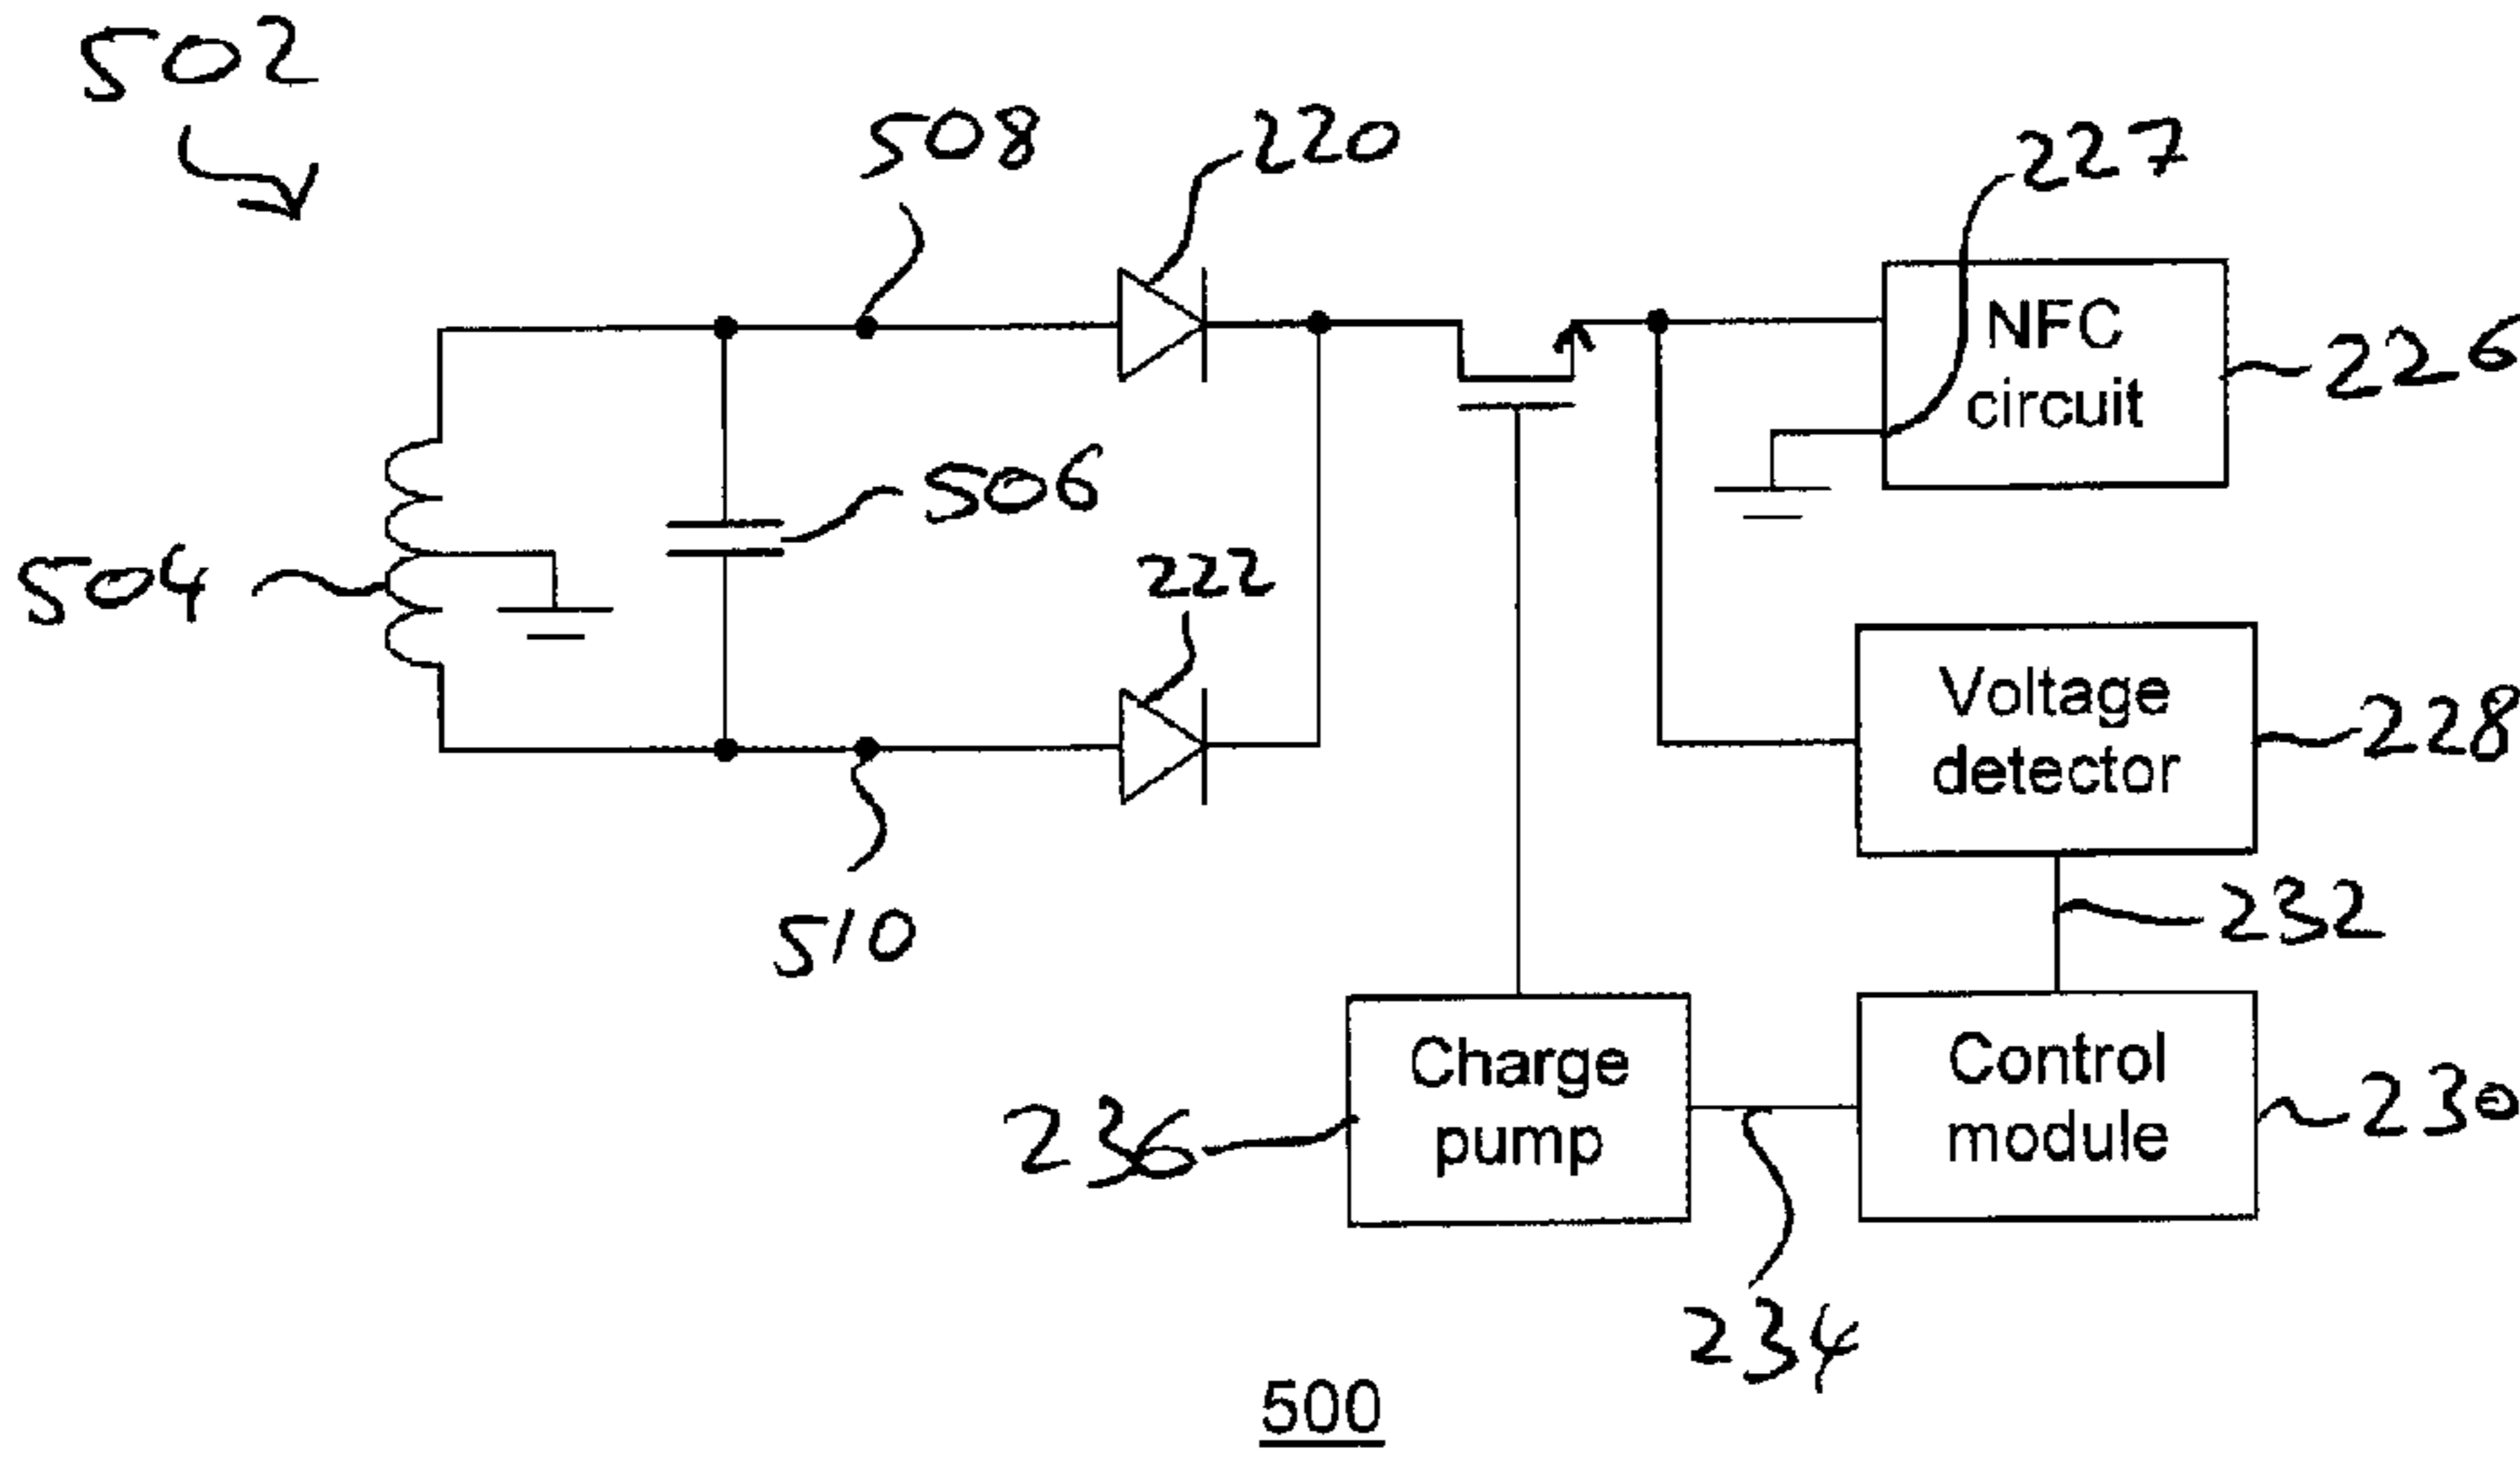 502
508
220
227
NFC
circuit
226
506
504
222
Voltage
detector
228
510
232
Charge
pump
Control
module
236
230
234
500